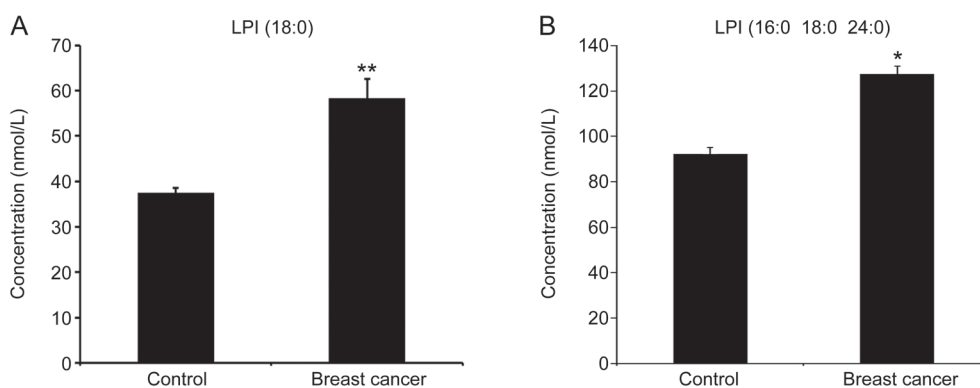 A
LPI (18:0)
Concentration (nmol/L)
70
60
50
40
30
20
10
0
**
Control
Breast cancer
B
LPI (16:0 18:0 24:0)
Concentration (nmol/L)
140
120
100
80
60
40
20
0
*
Control
Breast cancer